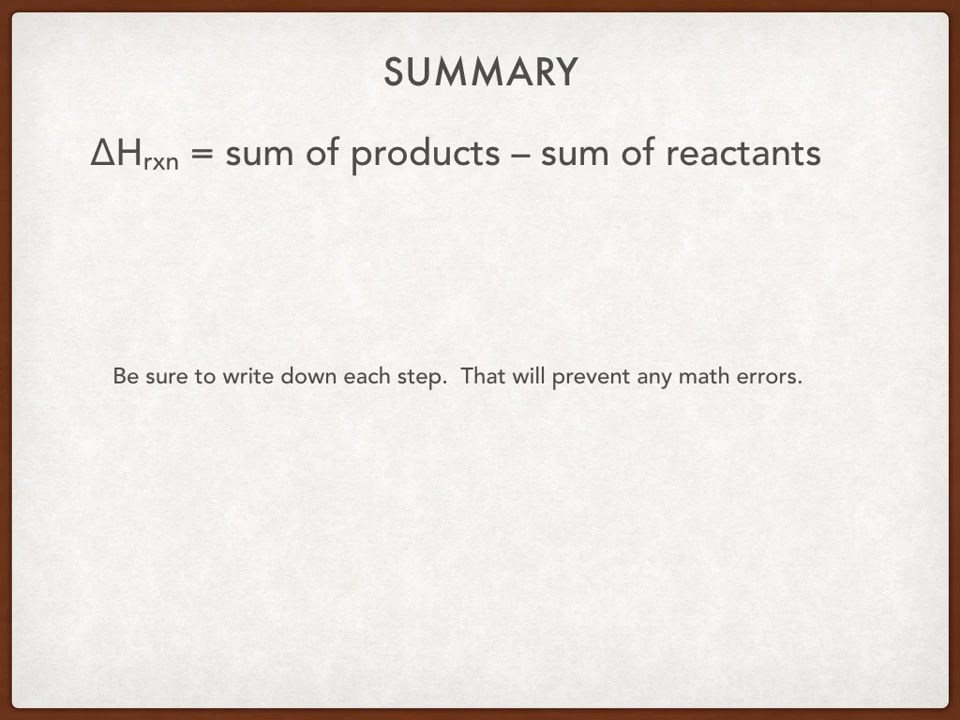 SUMMARY
ΔHrxn = sum of products – sum of reactants
Be sure to write down each step.  That will prevent any math errors.